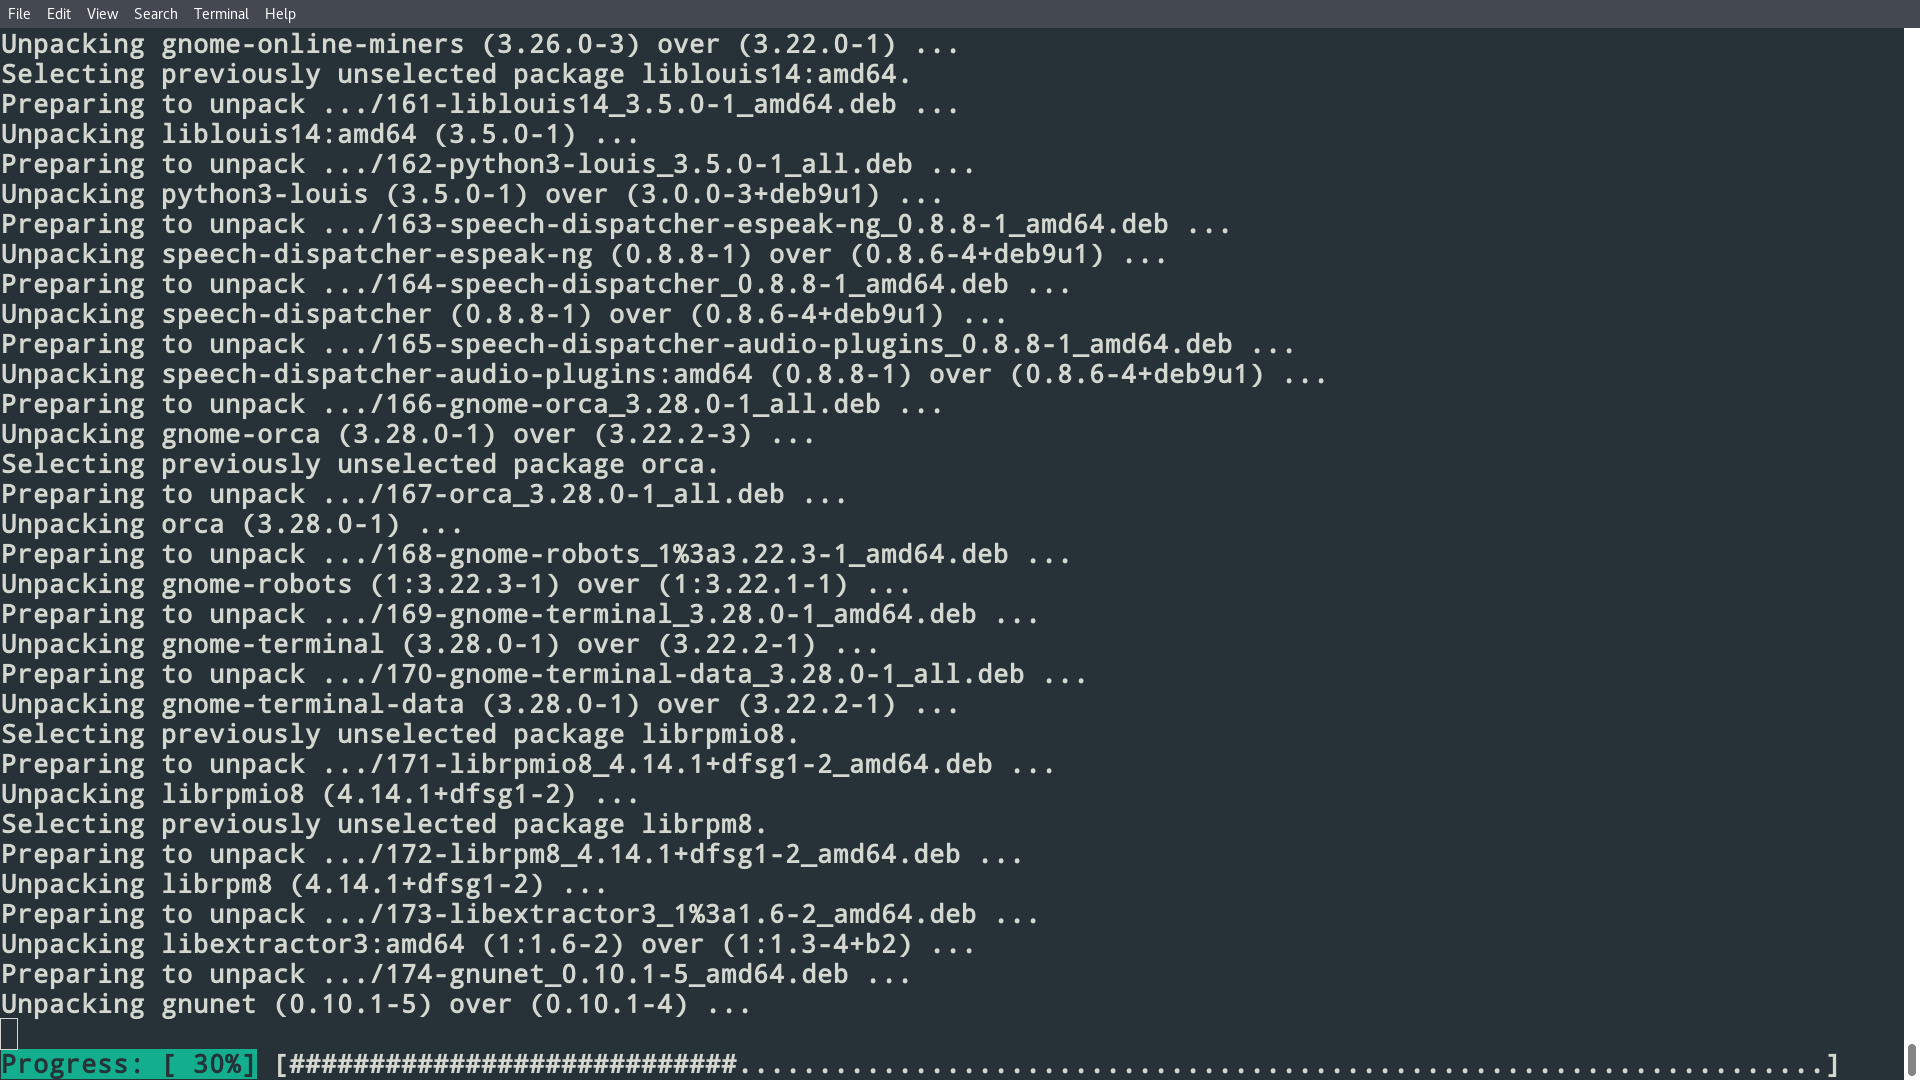 File Edit View Search Terminal Help
Unpacking gnome-online-miners (3.26.0-3) over (3.22.0-1) ...
Selecting previously unselected package liblouis14:amd64.
Preparing to unpack .../161-liblouis14_3.5.0-1_amd64.deb ...
Unpacking liblouis14:amd64 (3.5.0-1) ...
Preparing to unpack .../162-python3-louis_3.5.0-1_all.deb ...
Unpacking python3-louis (3.5.0-1) over (3.0.0-3+deb9u1) ...
Preparing to unpack .../163-speech-dispatcher-espeak-ng_0.8.8-1_amd64.deb ...
Unpacking speech-dispatcher-espeak-ng (0.8.8-1) over (0.8.6-4+deb9u1) ...
Preparing to unpack .../164-speech-dispatcher_0.8.8-1_amd64.deb ...
Unpacking speech-dispatcher (0.8.8-1) over (0.8.6-4+deb9u1) ...
Preparing to unpack .../165-speech-dispatcher-audio-plugins_0.8.8-1_amd64.deb ...
Unpacking speech-dispatcher-audio-plugins:amd64 (0.8.8-1) over (0.8.6-4+deb9u1) ...
Preparing to unpack .../166-gnome-orca_3.28.0-1_all.deb ...
Unpacking gnome-orca (3.28.0-1) over (3.22.2-3) ...
Selecting previously unselected package orca.
Preparing to unpack .../167-orca_3.28.0-1_all.deb ...
Unpacking orca (3.28.0-1) ...
Preparing to unpack .../168-gnome-robots_1%3a3.22.3-1_amd64.deb ...
Unpacking gnome-robots (1:3.22.3-1) over (1:3.22.1-1) ...
Preparing to unpack .../169-gnome-terminal_3.28.0-1_amd64.deb ...
Unpacking gnome-terminal (3.28.0-1) over (3.22.2-1) ...
Preparing to unpack .../170-gnome-terminal-data_3.28.0-1_all.deb ...
Unpacking gnome-terminal-data (3.28.0-1) over (3.22.2-1) ...
Selecting previously unselected package librpmio8.
Preparing to unpack .../171-librpmio8_4.14.1+dfsg1-2_amd64.deb ...
Unpacking librpmio8 (4.14.1+dfsg1-2) ...
Selecting previously unselected package librpm8.
Preparing to unpack .../172-librpm8_4.14.1+dfsg1-2_amd64.deb ...
Unpacking librpm8 (4.14.1+dfsg1-2) ...
Preparing to unpack .../173-libextractor3_1%3a1.6-2_amd64.deb ...
Unpacking libextractor3:amd64 (1:1.6-2) over (1:1.3-4+b2) ...
Preparing to unpack .../174-gnunet_0.10.1-5_amd64.deb ...
Unpacking gnunet (0.10.1-5) over (0.10.1-4) ...
Progress: [ 30%] [############################....................................................................]